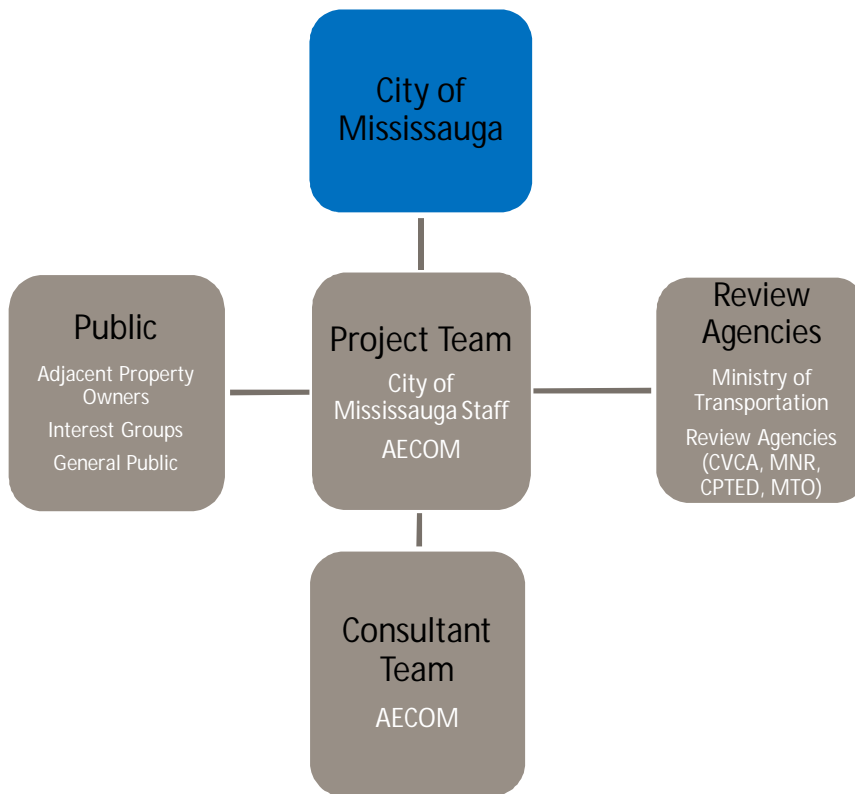 City of
Mississauga
Public
Adjacent Property
Owners
Interest Groups
General Public
Project Team
City of
Mississauga Staff
AECOM
Review
Agencies
Ministry of
Transportation
Review Agencies
(CVCA, MNR,
CPTED, MTO)
Consultant
Team
AECOM